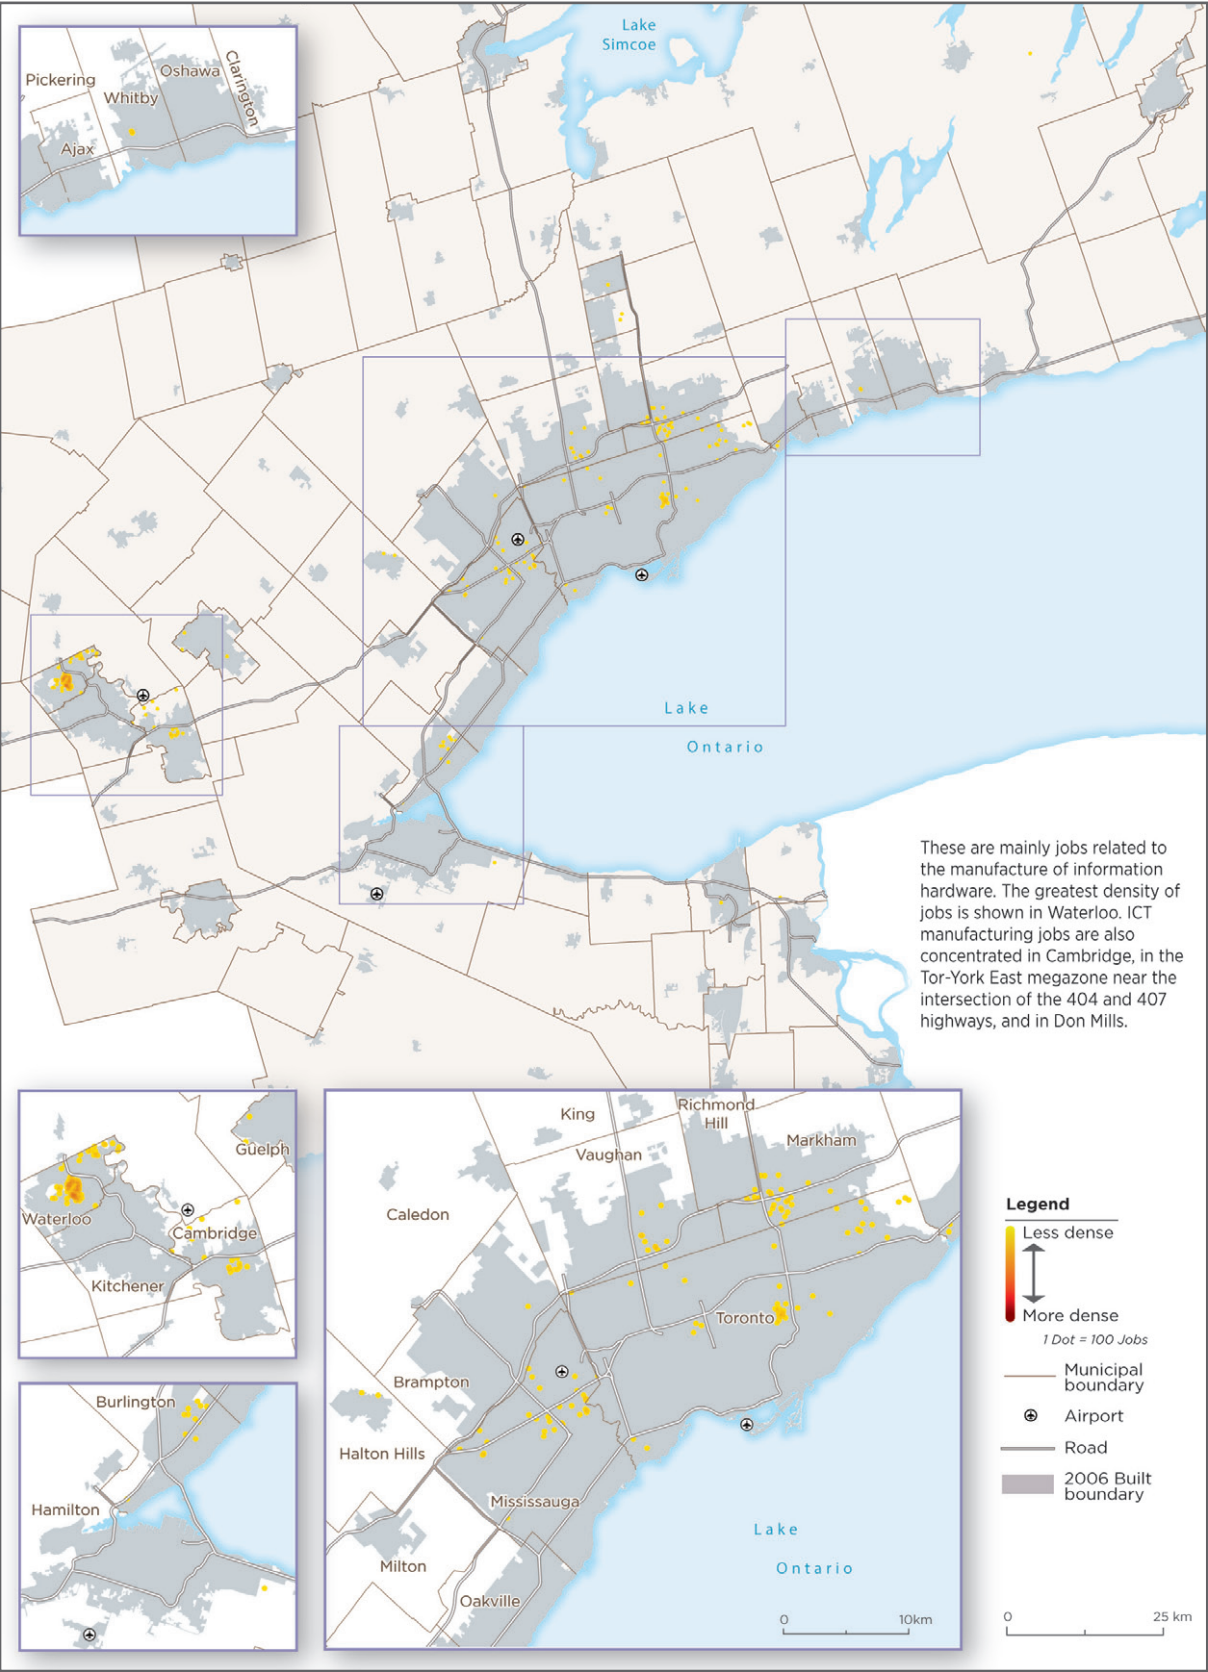 Lake
Simcoe
Pickering
Oshawa
Clarington
Whitby
Ajax
Lake
Ontario
These are mainly jobs related to
the manufacture of information
hardware. The greatest density of
jobs is shown in Waterloo. ICT
manufacturing jobs are also
concentrated in Cambridge, in the
Tor-York East megazone near the
intersection of the 404 and 407
highways, and in Don Mills.
Guelph
Waterloo
Cambridge
Kitchener
Burlington
Hamilton
King
Richmond
Hill
Markham
Vaughan
Caledon
Toronto
Brampton
Halton Hills
Mississauga
Milton
Oakville
Lake
Ontario
0 10km
Legend
Less dense
More dense
1 Dot = 100 Jobs
Municipal
boundary
Airport
Road
2006 Built
boundary
0 25 km